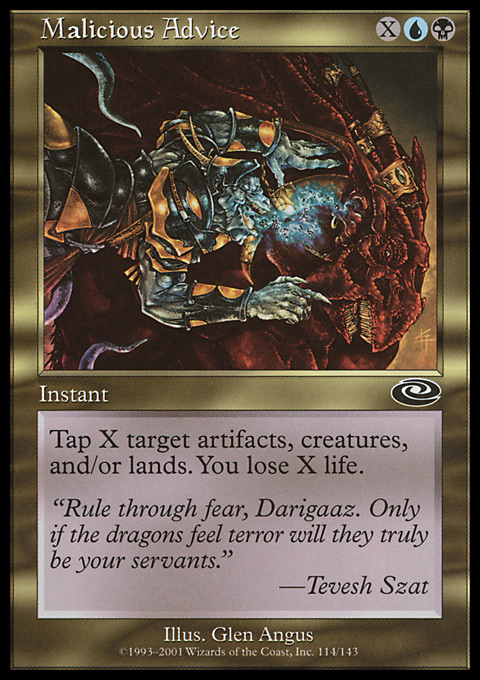 Malicious Advice X
Instant
Tap X target artifacts, creatures,
and/or lands. You lose X life.
“Rule through fear, Darigaaz. Only
if the dragons feel terror will they truly
be your servants.”
—Tevesh Szat
Illus. Glen Angus
©1993–2001 Wizards of the Coast, Inc. 114/143